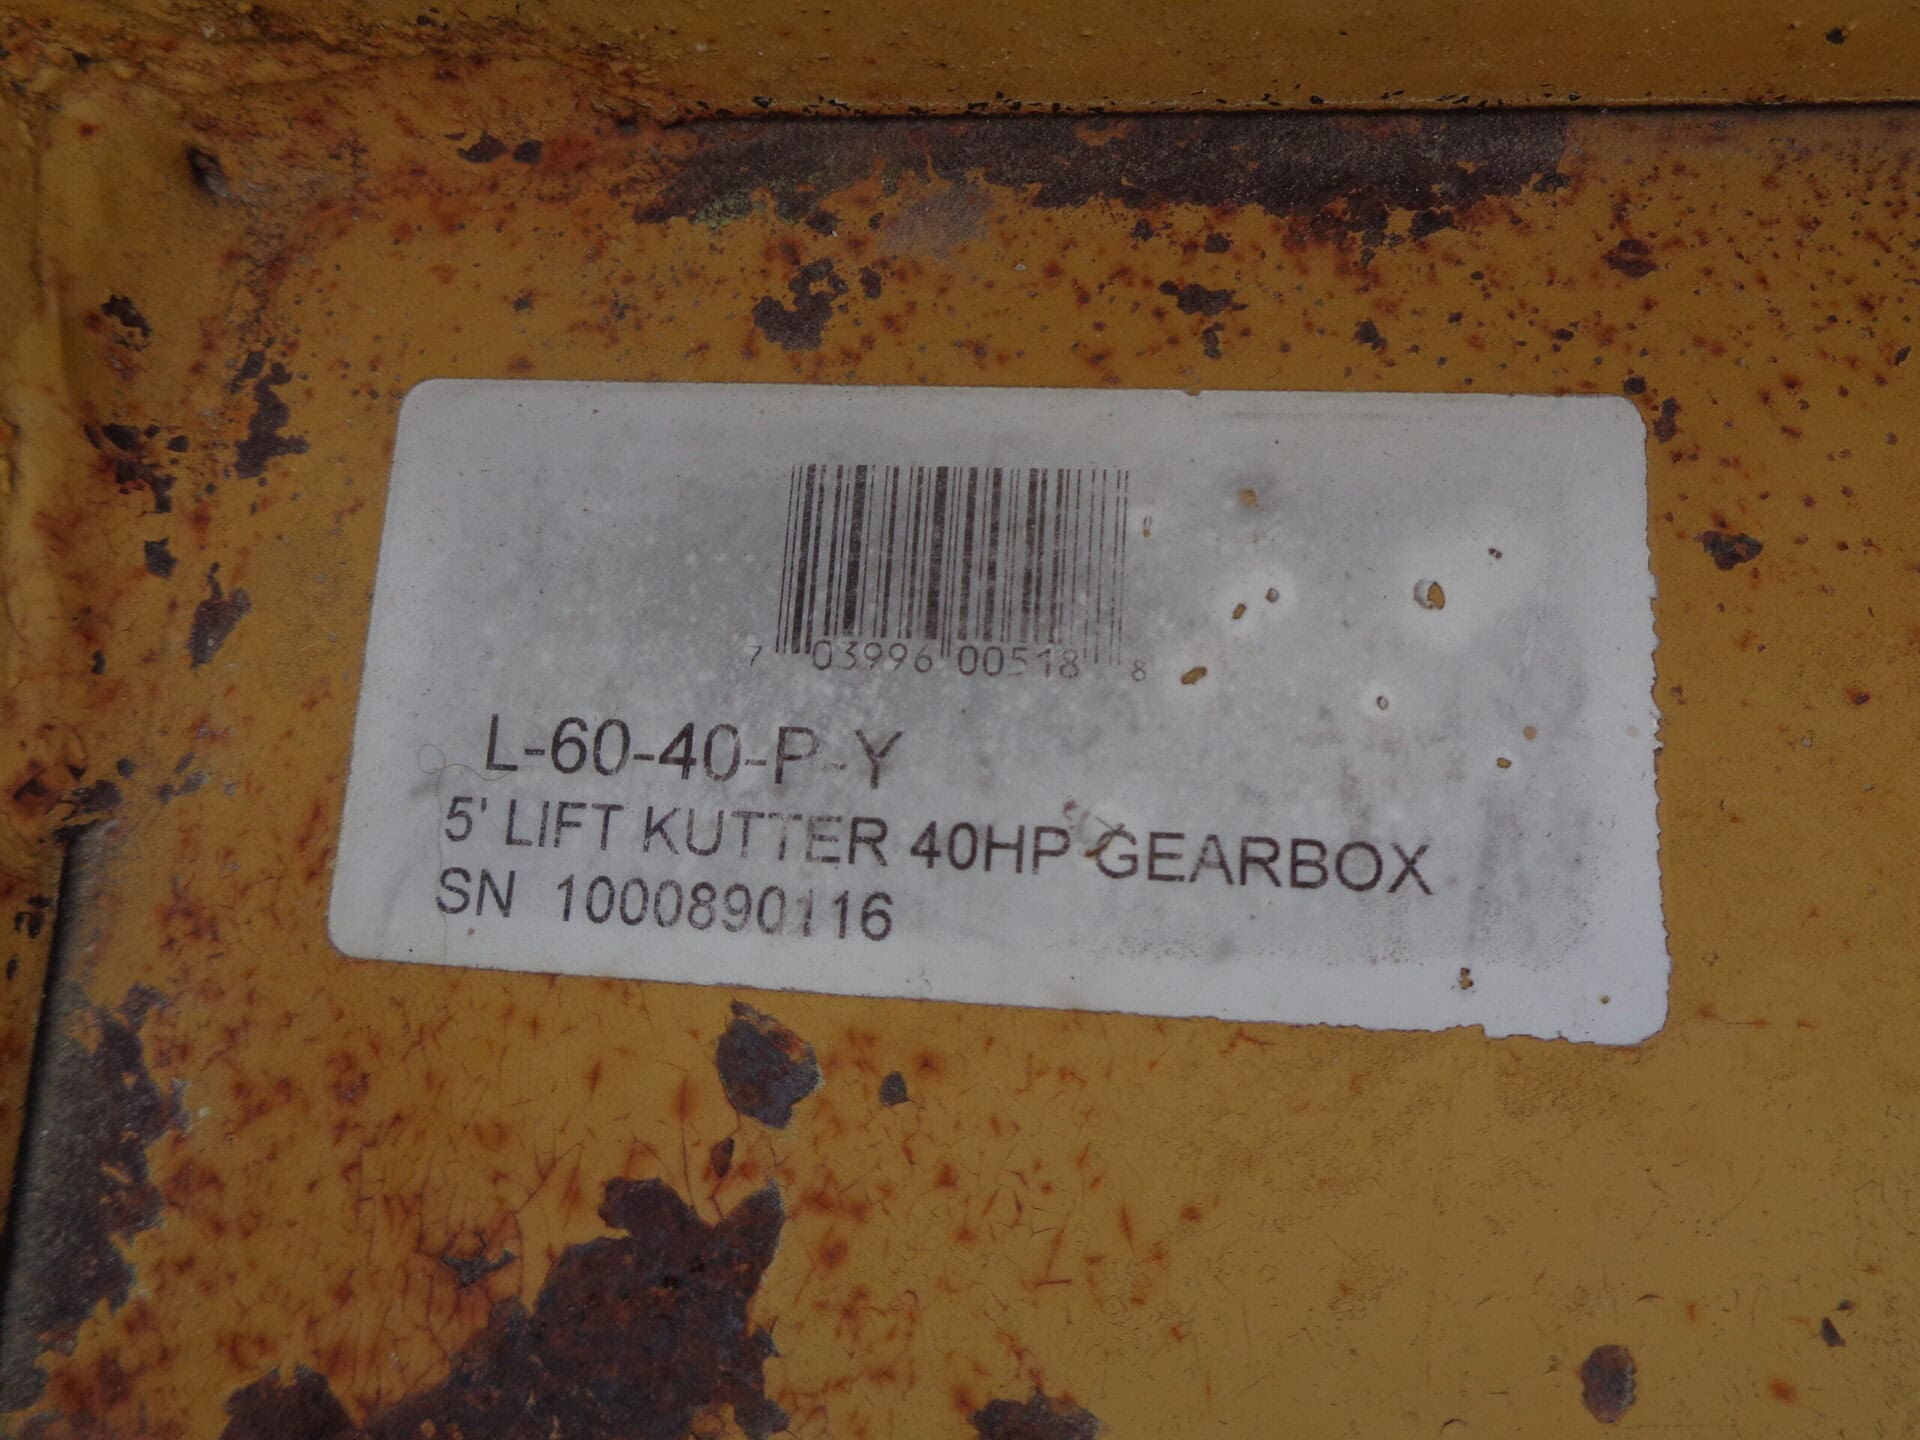 7 03996 00518 8
L-60-40-P-Y
5' LIFT KUTTER 40HP GEARBOX
SN 1000890116